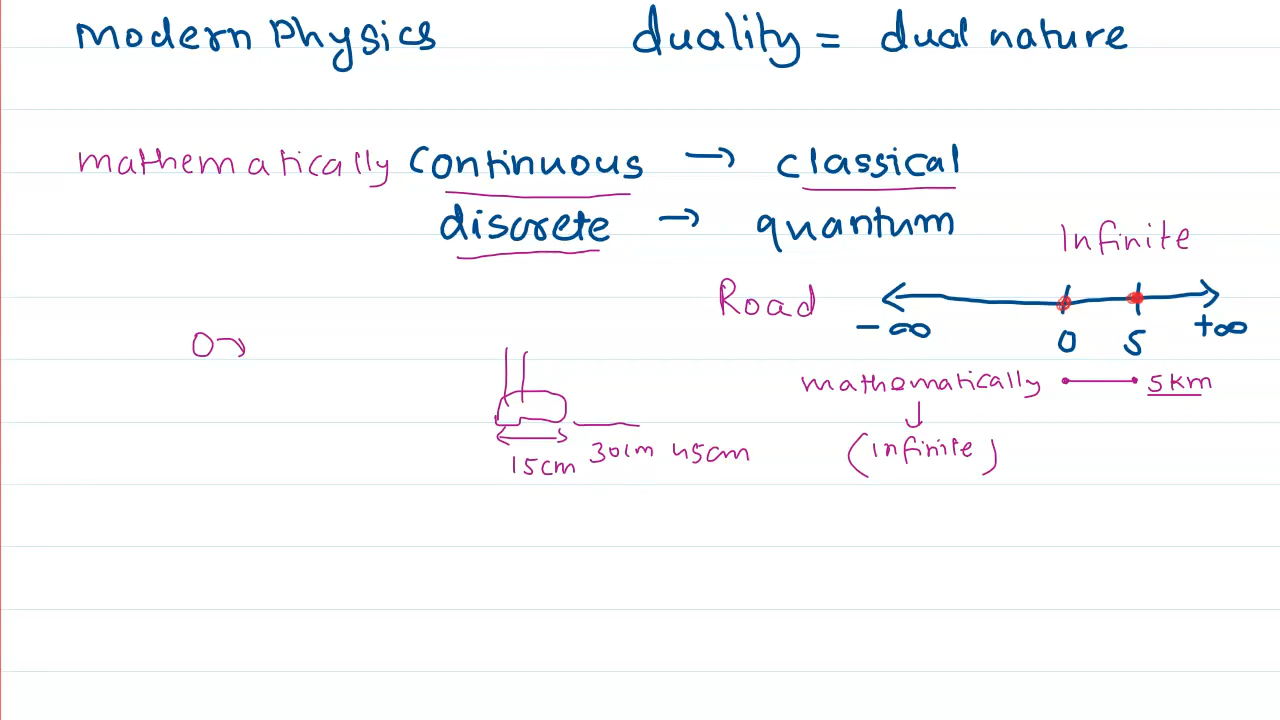 Modern Physics duality = dual nature
mathematically continuous → classical
discrete → quantum
Infinite
Road
-∞ 0 5 +∞
0→
mathematically 5km
(infinite)
15cm 30cm 45cm